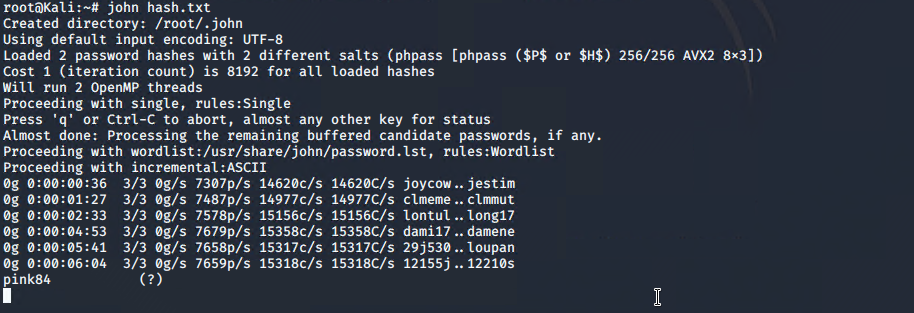 root@Kali:~# john hash.txt
Created directory: /root/.john
Using default input encoding: UTF-8
Loaded 2 password hashes with 2 different salts (phpass [phpass ($P$ or $H$) 256/256 AVX2 8×3])
Cost 1 (iteration count) is 8192 for all loaded hashes
Will run 2 OpenMP threads
Proceeding with single, rules:Single
Press 'q' or Ctrl-C to abort, almost any other key for status
Almost done: Processing the remaining buffered candidate passwords, if any.
Proceeding with wordlist:/usr/share/john/password.lst, rules:Wordlist
Proceeding with incremental:ASCII
0g 0:00:00:36  3/3 0g/s 7307p/s 14620c/s 14620C/s joycow..jestim
0g 0:00:01:27  3/3 0g/s 7487p/s 14977c/s 14977C/s clmeme..clmmut
0g 0:00:02:33  3/3 0g/s 7578p/s 15156c/s 15156C/s lontul..long17
0g 0:00:04:53  3/3 0g/s 7679p/s 15358c/s 15358C/s dami17..damene
0g 0:00:05:41  3/3 0g/s 7658p/s 15317c/s 15317C/s 29j530..loupan
0g 0:00:06:04  3/3 0g/s 7659p/s 15318c/s 15318C/s 12155j..12210s
pink84           (?)